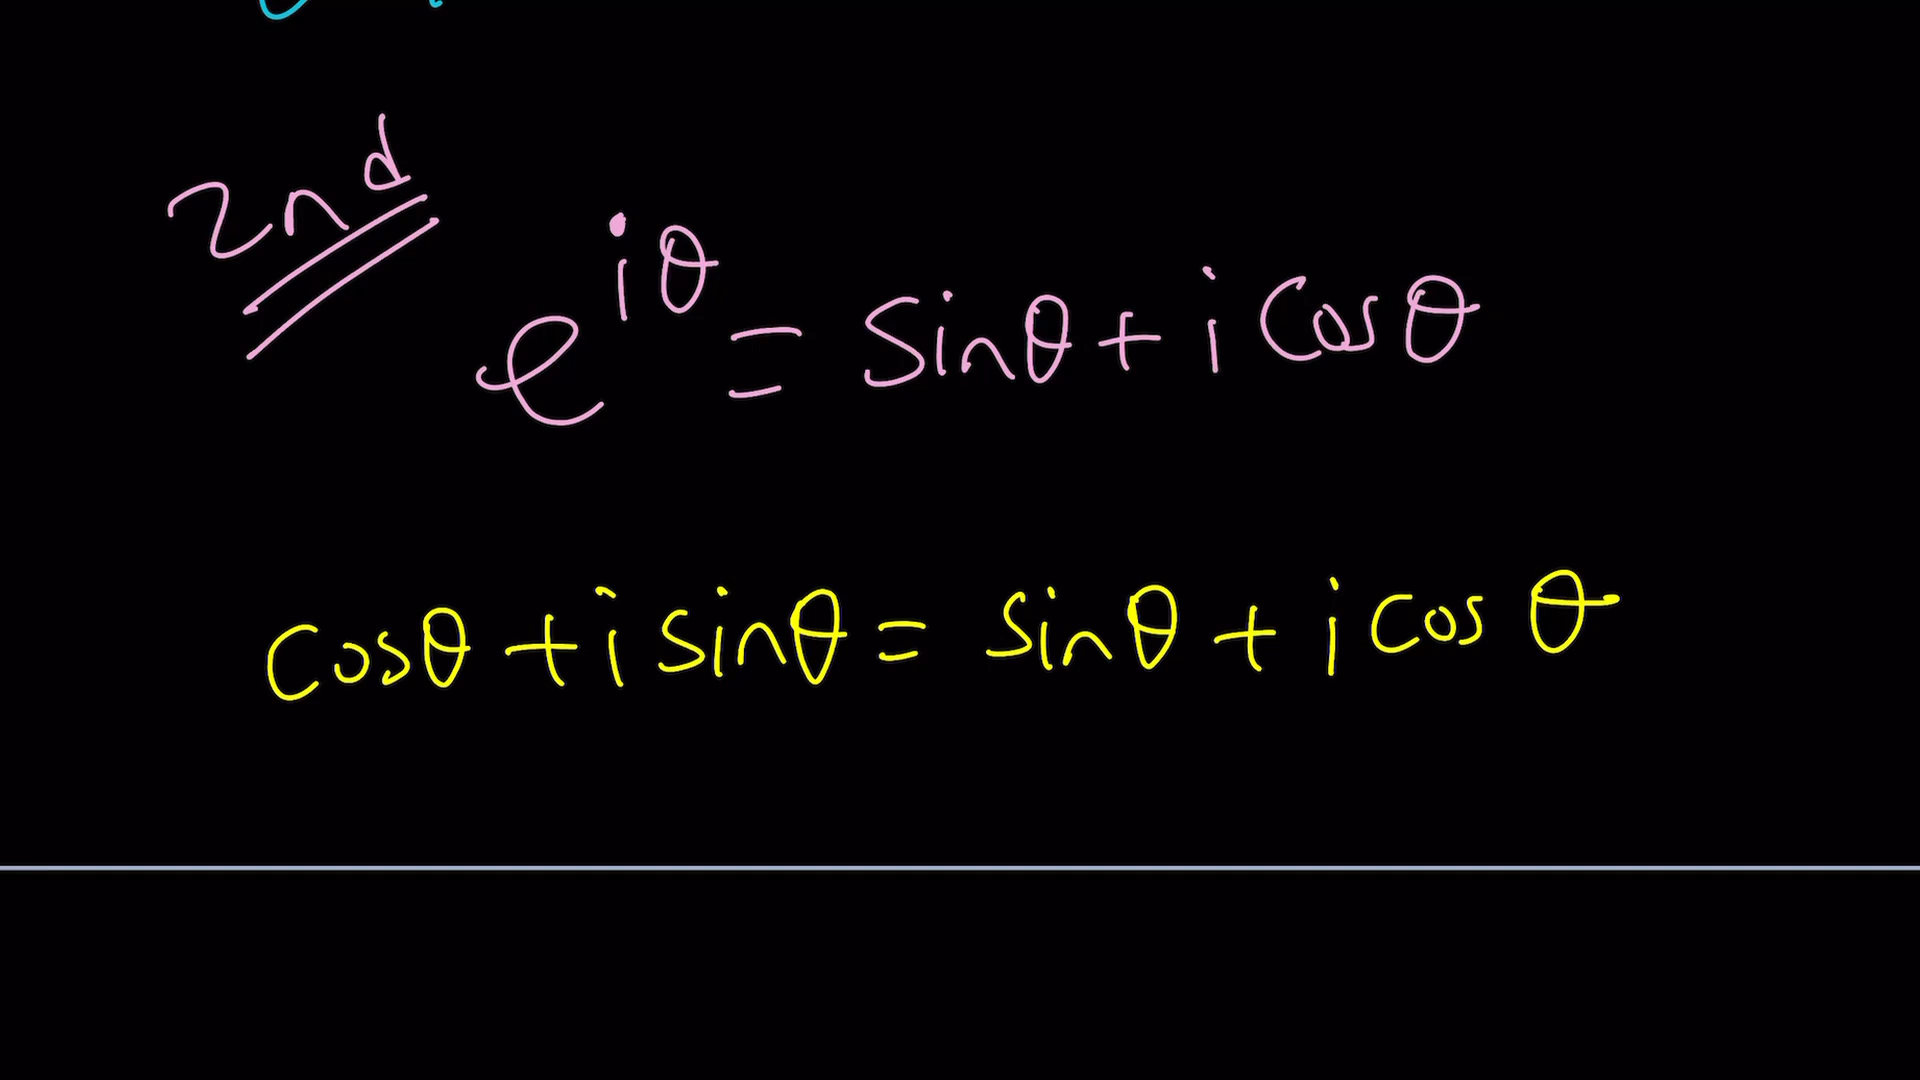 2nd
e^{iθ} = sinθ + i cosθ
cosθ + i sinθ = sinθ + i cos θ